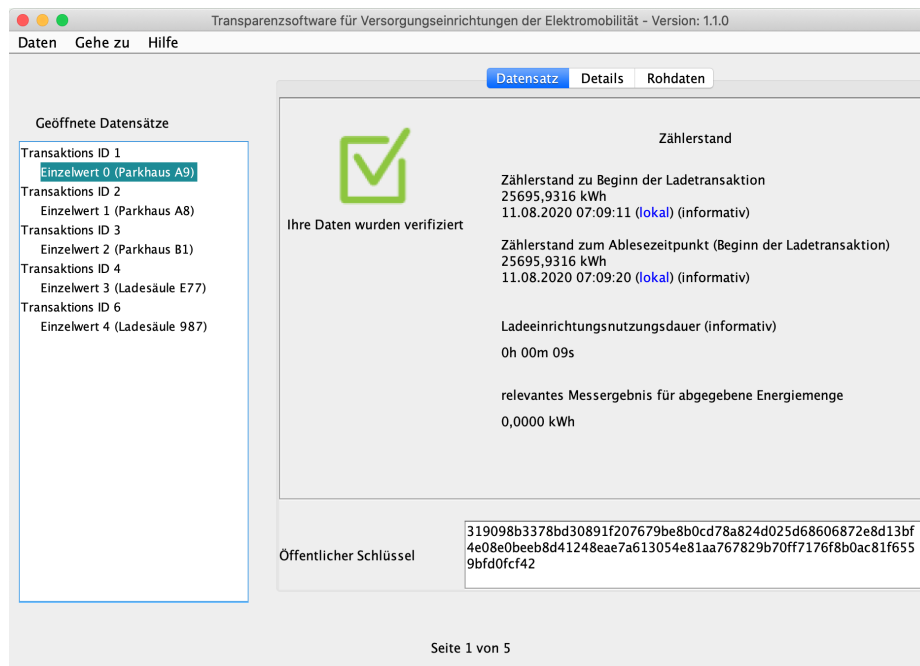 Transparenzsoftware für Versorgungseinrichtungen der Elektromobilität - Version: 1.1.0
Daten Gehe zu Hilfe
Datensatz Details Rohdaten
Geöffnete Datensätze
Transaktions ID 1
Einzelwert 0 (Parkhaus A9)
Transaktions ID 2
Einzelwert 1 (Parkhaus A8)
Transaktions ID 3
Einzelwert 2 (Parkhaus B1)
Transaktions ID 4
Einzelwert 3 (Ladesäule E77)
Transaktions ID 6
Einzelwert 4 (Ladesäule 987)
Ihre Daten wurden verifiziert
Zählerstand
Zählerstand zu Beginn der Ladetransaktion
25695,9316 kWh
11.08.2020 07:09:11 (lokal) (informativ)
Zählerstand zum Ablesezeitpunkt (Beginn der Ladetransaktion)
25695,9316 kWh
11.08.2020 07:09:20 (lokal) (informativ)
Ladeeinrichtungsnutzungsdauer (informativ)
0h 00m 09s
relevantes Messergebnis für abgegebene Energiemenge
0,0000 kWh
Öffentlicher Schlüssel
319098b3378bd30891f207679be8b0cd78a824d025d68606872e8d13bf
4e08e0beeb8d41248eae7a613054e81aa767829b70ff7176f8b0ac81f655
9bfd0fcf42
Seite 1 von 5